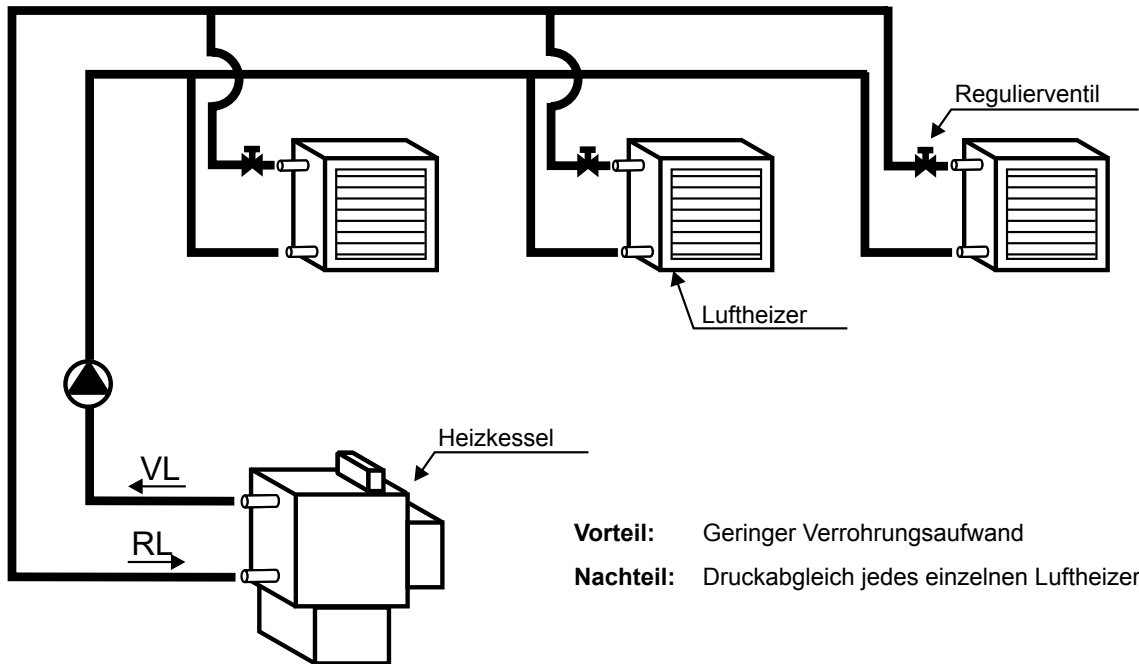 Regulierventil
Luftheizer
Heizkessel
VL
RL
Vorteil: Geringer Verrohrungsaufwand
Nachteil: Druckabgleich jedes einzelnen Luftheizer